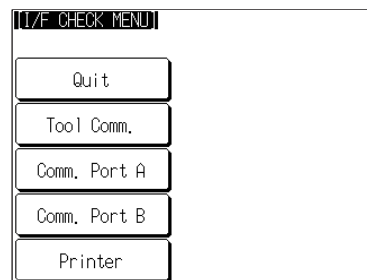 [I/F CHECK MENU]
Quit
Tool Comm.
Comm. Port A
Comm. Port B
Printer